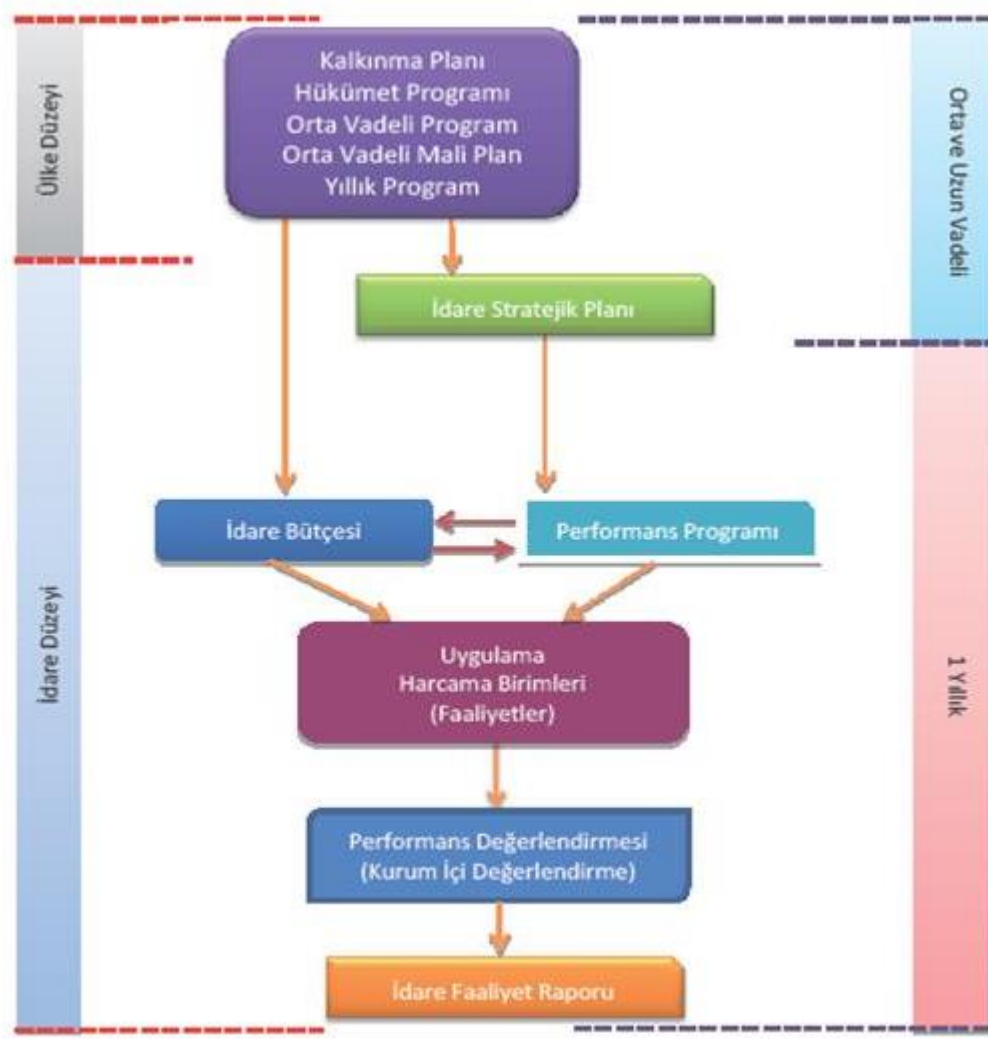 Ülke Düzeyi
Kalkınma Planı
Hükümet Programı
Orta Vadeli Program
Orta Vadeli Mali Plan
Yıllık Program
Orta ve Uzun Vadeli
İdare Stratejik Planı
İdare Bütçesi
Performans Programı
İdare Düzeyi
Uygulama
Harcama Birimleri
(Faaliyetler)
1 Yıllık
Performans Değerlendirmesi
(Kurum İçi Değerlendirme)
İdare Faaliyet Raporu